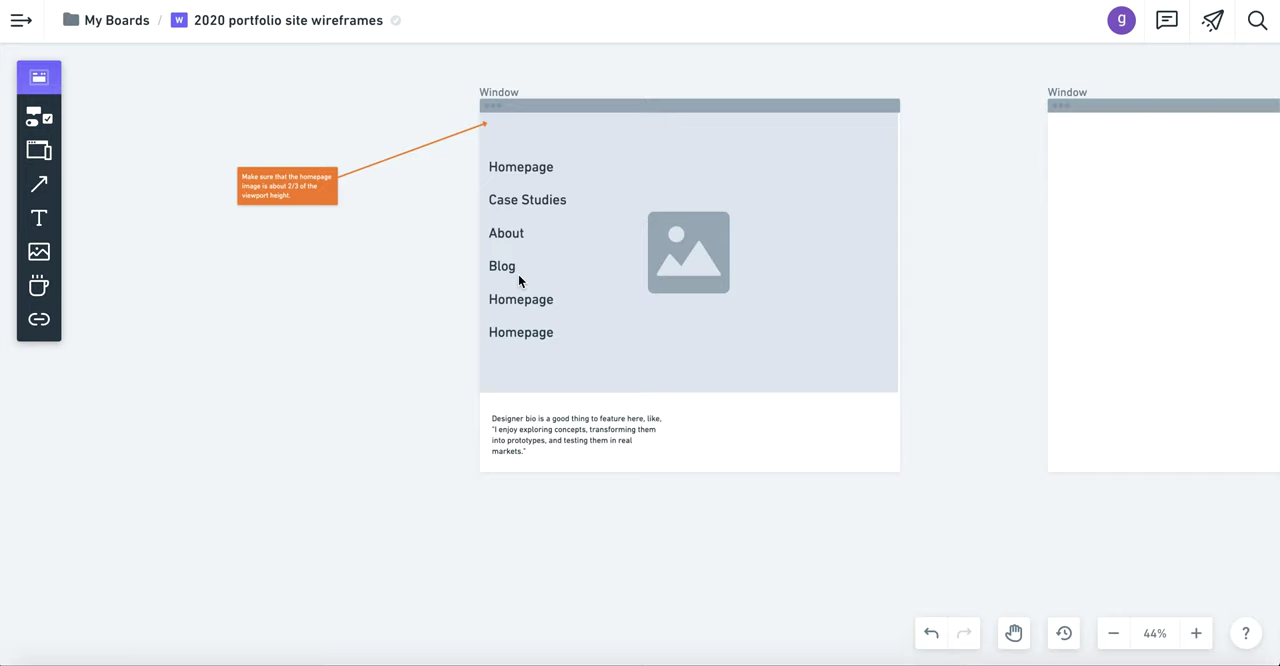 My Boards / W 2020 portfolio site wireframes
g
Window
Window
Make sure that the homepage
image is about 2/3 of the
viewport height.
Homepage
Case Studies
About
Blog
Homepage
Homepage
Designer bio is a good thing to feature here, like,
"I enjoy exploring concepts, transforming them
into prototypes, and testing them in real
markets."
T
44%
?